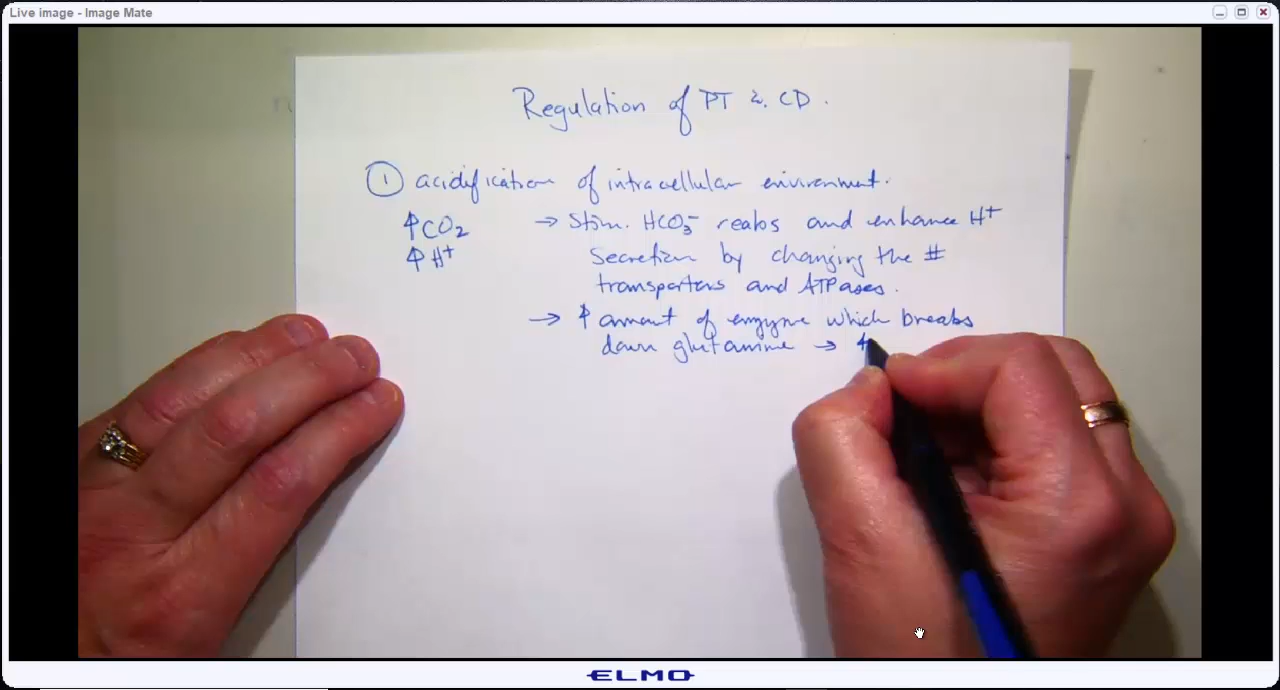 Live image - Image Mate
Regulation of PT & CD.
① acidification of intracellular environment.
↑CO₂ → Stim. HCO₃⁻ reabs and enhance H⁺
↑H⁺ Secretion by changing the #
transporters and ATPases.
→ ↑ amount of enzyme which breaks
down glutamine → ↑
ELMO